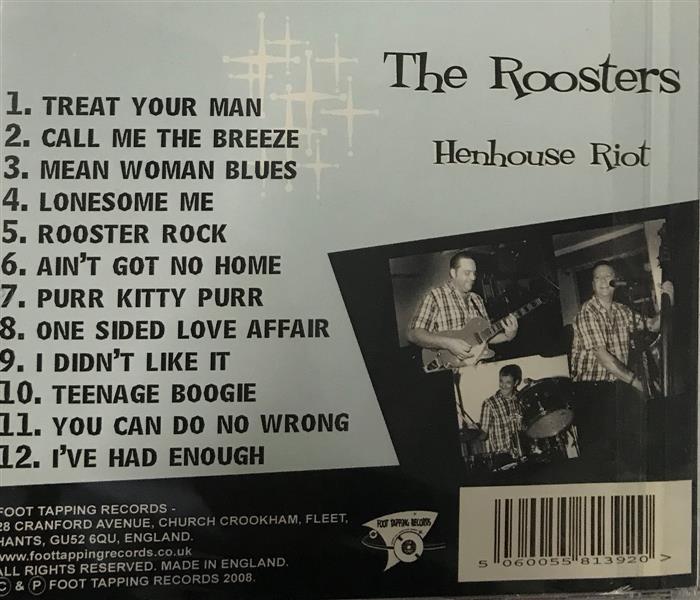 The Roosters
Henhouse Riot
1. TREAT YOUR MAN
2. CALL ME THE BREEZE
3. MEAN WOMAN BLUES
4. LONESOME ME
5. ROOSTER ROCK
6. AIN'T GOT NO HOME
7. PURR KITTY PURR
8. ONE SIDED LOVE AFFAIR
9. I DIDN'T LIKE IT
10. TEENAGE BOOGIE
11. YOU CAN DO NO WRONG
12. I'VE HAD ENOUGH
FOOT TAPPING RECORDS -
28 CRANFORD AVENUE, CHURCH CROOKHAM, FLEET,
HANTS, GU52 6QU, ENGLAND.
www.foottappingrecords.co.uk
ALL RIGHTS RESERVED. MADE IN ENGLAND.
© & ℗ FOOT TAPPING RECORDS 2008.
FOOT TAPPING RECORDS
5 060055 813920 >